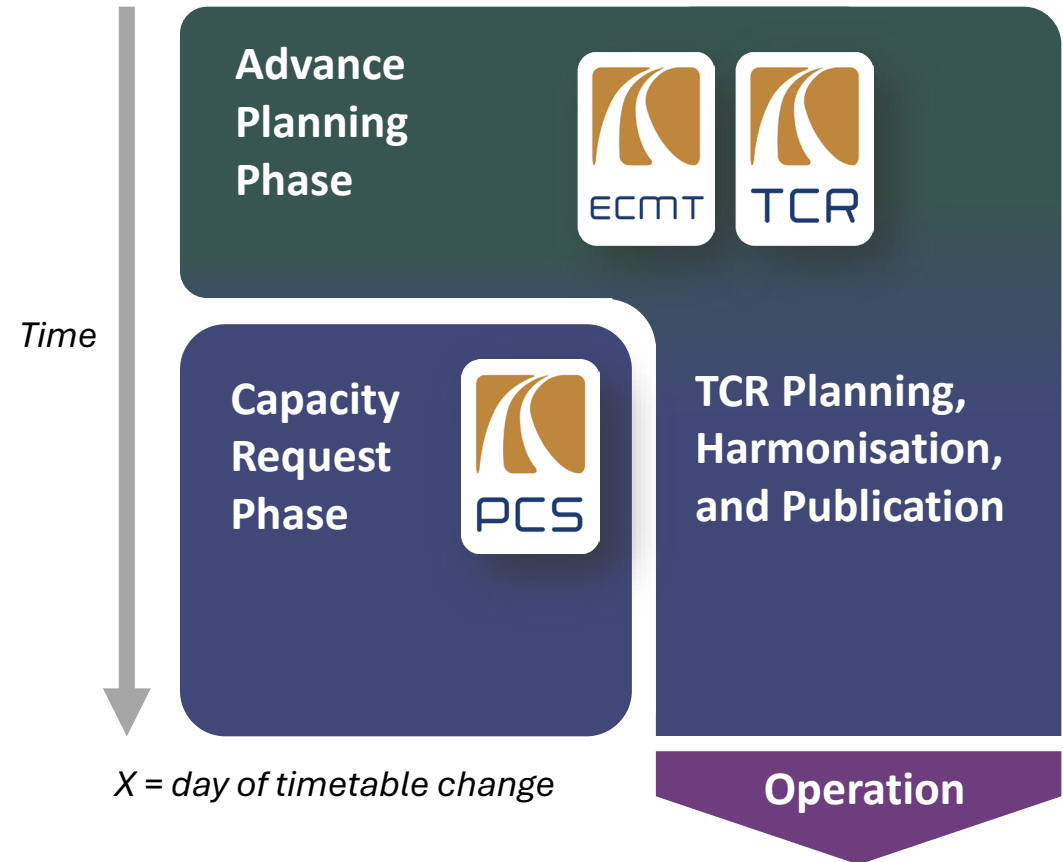 Advance
Planning
Phase
ECMT
TCR
Time
Capacity
Request
Phase
PCS
TCR Planning,
Harmonisation,
and Publication
X = day of timetable change
Operation